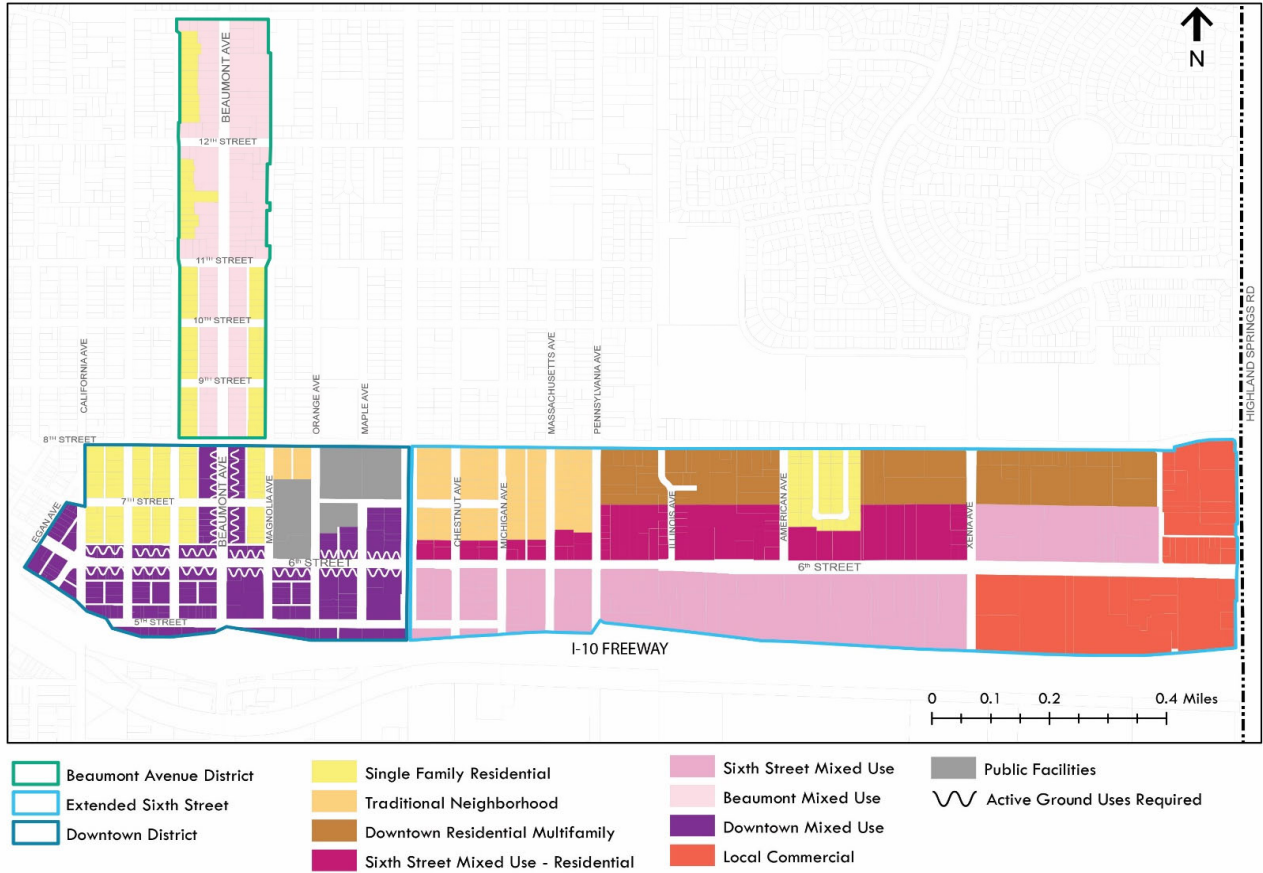 N
BEAUMONT AVE
12TH STREET
11TH STREET
10TH STREET
9TH STREET
CALIFORNIA AVE
ORANGE AVE
MAPLE AVE
MASSACHUSETTS AVE
PENNSYLVANIA AVE
HIGHLAND SPRINGS RD
8TH STREET
7TH STREET
EGAN AVE
BEAUMONT AVE
MAGNOLIA AVE
CHESTNUT AVE
MICHIGAN AVE
ILLINOIS AVE
AMERICAN AVE
XENIA AVE
6th STREET
6th STREET
5TH STREET
I-10 FREEWAY
0 0.1 0.2 0.4 Miles
Beaumont Avenue District
Extended Sixth Street
Downtown District
Single Family Residential
Traditional Neighborhood
Downtown Residential Multifamily
Sixth Street Mixed Use - Residential
Sixth Street Mixed Use
Beaumont Mixed Use
Downtown Mixed Use
Local Commercial
Public Facilities
Active Ground Uses Required